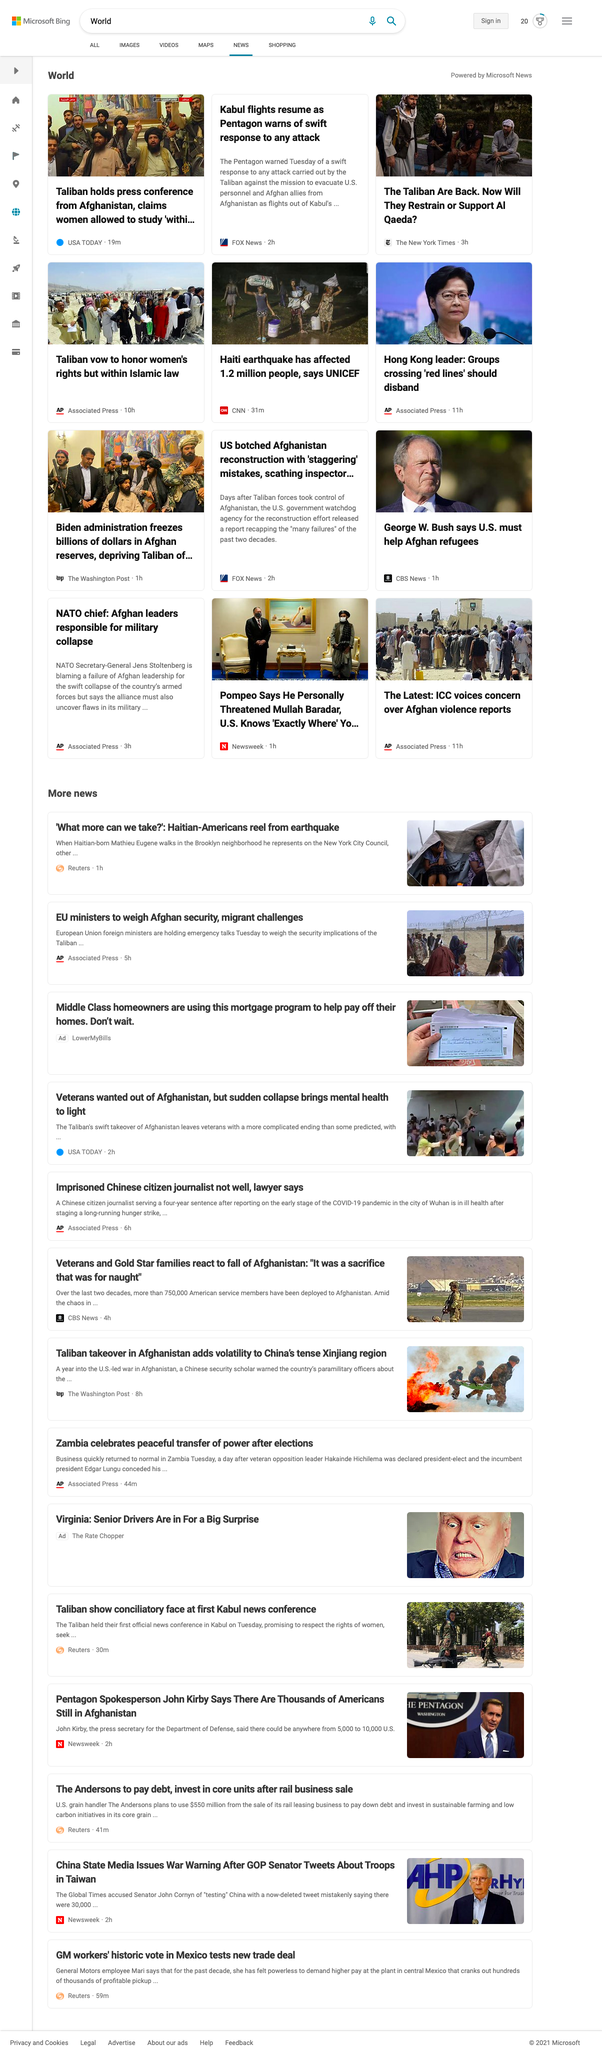 Microsoft Bing
World
Sign in
20
ALL
IMAGES
VIDEOS
MAPS
NEWS
SHOPPING
World
Powered by Microsoft News
Taliban holds press conference
from Afghanistan, claims
women allowed to study 'withi...
USA TODAY · 19m
Kabul flights resume as
Pentagon warns of swift
response to any attack
The Pentagon warned Tuesday of a swift
response to any attack carried out by the
Taliban against the mission to evacuate U.S.
personnel and Afghan allies from
Afghanistan as flights out of Kabul's ...
FOX News · 2h
The Taliban Are Back. Now Will
They Restrain or Support Al
Qaeda?
The New York Times · 3h
Taliban vow to honor women's
rights but within Islamic law
AP Associated Press · 10h
Haiti earthquake has affected
1.2 million people, says UNICEF
CNN · 31m
Hong Kong leader: Groups
crossing 'red lines' should
disband
AP Associated Press · 11h
Biden administration freezes
billions of dollars in Afghan
reserves, depriving Taliban of...
wp The Washington Post · 1h
US botched Afghanistan
reconstruction with 'staggering'
mistakes, scathing inspector...
Days after Taliban forces took control of
Afghanistan, the U.S. government watchdog
agency for the reconstruction effort released
a report recapping the "many failures" of
the past two decades.
FOX News · 2h
George W. Bush says U.S. must
help Afghan refugees
CBS News · 1h
NATO chief: Afghan leaders
responsible for military
collapse
NATO Secretary-General Jens Stoltenberg is
blaming a failure of Afghan leadership for
the swift collapse of the country's armed
forces but says the alliance must also
uncover flaws in its military ...
AP Associated Press · 3h
Pompeo Says He Personally
Threatened Mullah Baradar,
U.S. Knows 'Exactly Where' Yo...
N Newsweek · 1h
The Latest: ICC voices concern
over Afghan violence reports
AP Associated Press · 11h
More news
'What more can we take?': Haitian-Americans reel from earthquake
When Haitian-born Mathieu Eugene walks in the Brooklyn neighborhood he represents on the New York City Council,
other ...
Reuters · 1h
EU ministers to weigh Afghan security, migrant challenges
European Union foreign ministers are holding emergency talks Tuesday to weigh the security implications of the
Taliban ...
AP Associated Press · 5h
Middle Class homeowners are using this mortgage program to help pay off their
homes. Don't wait.
Ad LowerMyBills
Veterans wanted out of Afghanistan, but sudden collapse brings mental health
to light
The Taliban's swift takeover of Afghanistan leaves veterans with a more complicated ending than some predicted, with
...
USA TODAY · 2h
Imprisoned Chinese citizen journalist not well, lawyer says
A Chinese citizen journalist serving a four-year sentence after reporting on the early stage of the COVID-19 pandemic in the city of Wuhan is in ill health after
staging a long-running hunger strike, ...
AP Associated Press · 6h
Veterans and Gold Star families react to fall of Afghanistan: "It was a sacrifice
that was for naught"
Over the last two decades, more than 750,000 American service members have been deployed to Afghanistan. Amid
the chaos in ...
CBS News · 4h
Taliban takeover in Afghanistan adds volatility to China's tense Xinjiang region
A year into the U.S.-led war in Afghanistan, a Chinese security scholar warned the country's paramilitary officers about
the ...
wp The Washington Post · 8h
Zambia celebrates peaceful transfer of power after elections
Business quickly returned to normal in Zambia Tuesday, a day after veteran opposition leader Hakainde Hichilema was declared president-elect and the incumbent
president Edgar Lungu conceded his ...
AP Associated Press · 44m
Virginia: Senior Drivers Are in For a Big Surprise
Ad The Rate Chopper
Taliban show conciliatory face at first Kabul news conference
The Taliban held their first official news conference in Kabul on Tuesday, promising to respect the rights of women,
seek ...
Reuters · 30m
Pentagon Spokesperson John Kirby Says There Are Thousands of Americans
Still in Afghanistan
John Kirby, the press secretary for the Department of Defense, said there could be anywhere from 5,000 to 10,000 U.S.
N Newsweek · 2h
HE PENTAGON
WASHINGTON
The Andersons to pay debt, invest in core units after rail business sale
U.S. grain handler The Andersons plans to use $550 million from the sale of its rail leasing business to pay down debt and invest in sustainable farming and low
carbon initiatives in its core grain ...
Reuters · 41m
China State Media Issues War Warning After GOP Senator Tweets About Troops
in Taiwan
The Global Times accused Senator John Cornyn of "testing" China with a now-deleted tweet mistakenly saying there
were 30,000 ...
N Newsweek · 2h
AHP
GM workers' historic vote in Mexico tests new trade deal
General Motors employee Mari says that for the past decade, she has felt powerless to demand higher pay at the plant in central Mexico that cranks out hundreds
of thousands of profitable pickup ...
Reuters · 59m
Privacy and Cookies
Legal
Advertise
About our ads
Help
Feedback
© 2021 Microsoft